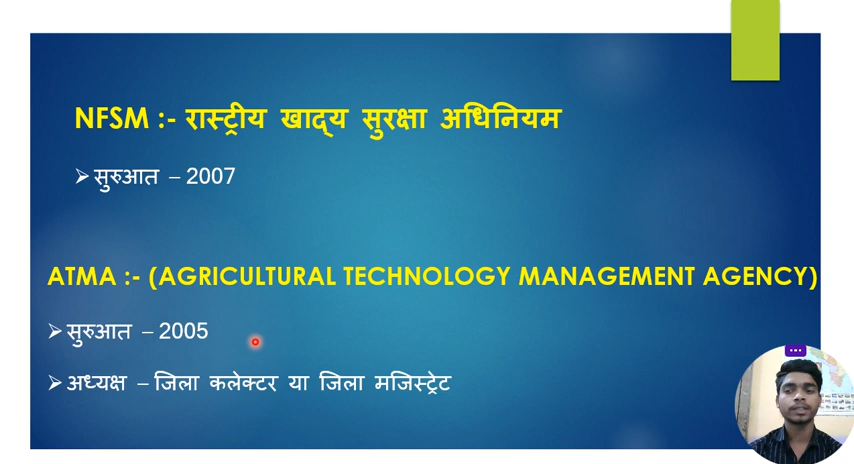 NFSM :- रास्ट्रीय खाद्य सुरक्षा अधिनियम
➢ सुरुआत – 2007
ATMA :- (AGRICULTURAL TECHNOLOGY MANAGEMENT AGENCY)
➢ सुरुआत – 2005
➢ अध्यक्ष – जिला कलेक्टर या जिला मजिस्ट्रेट